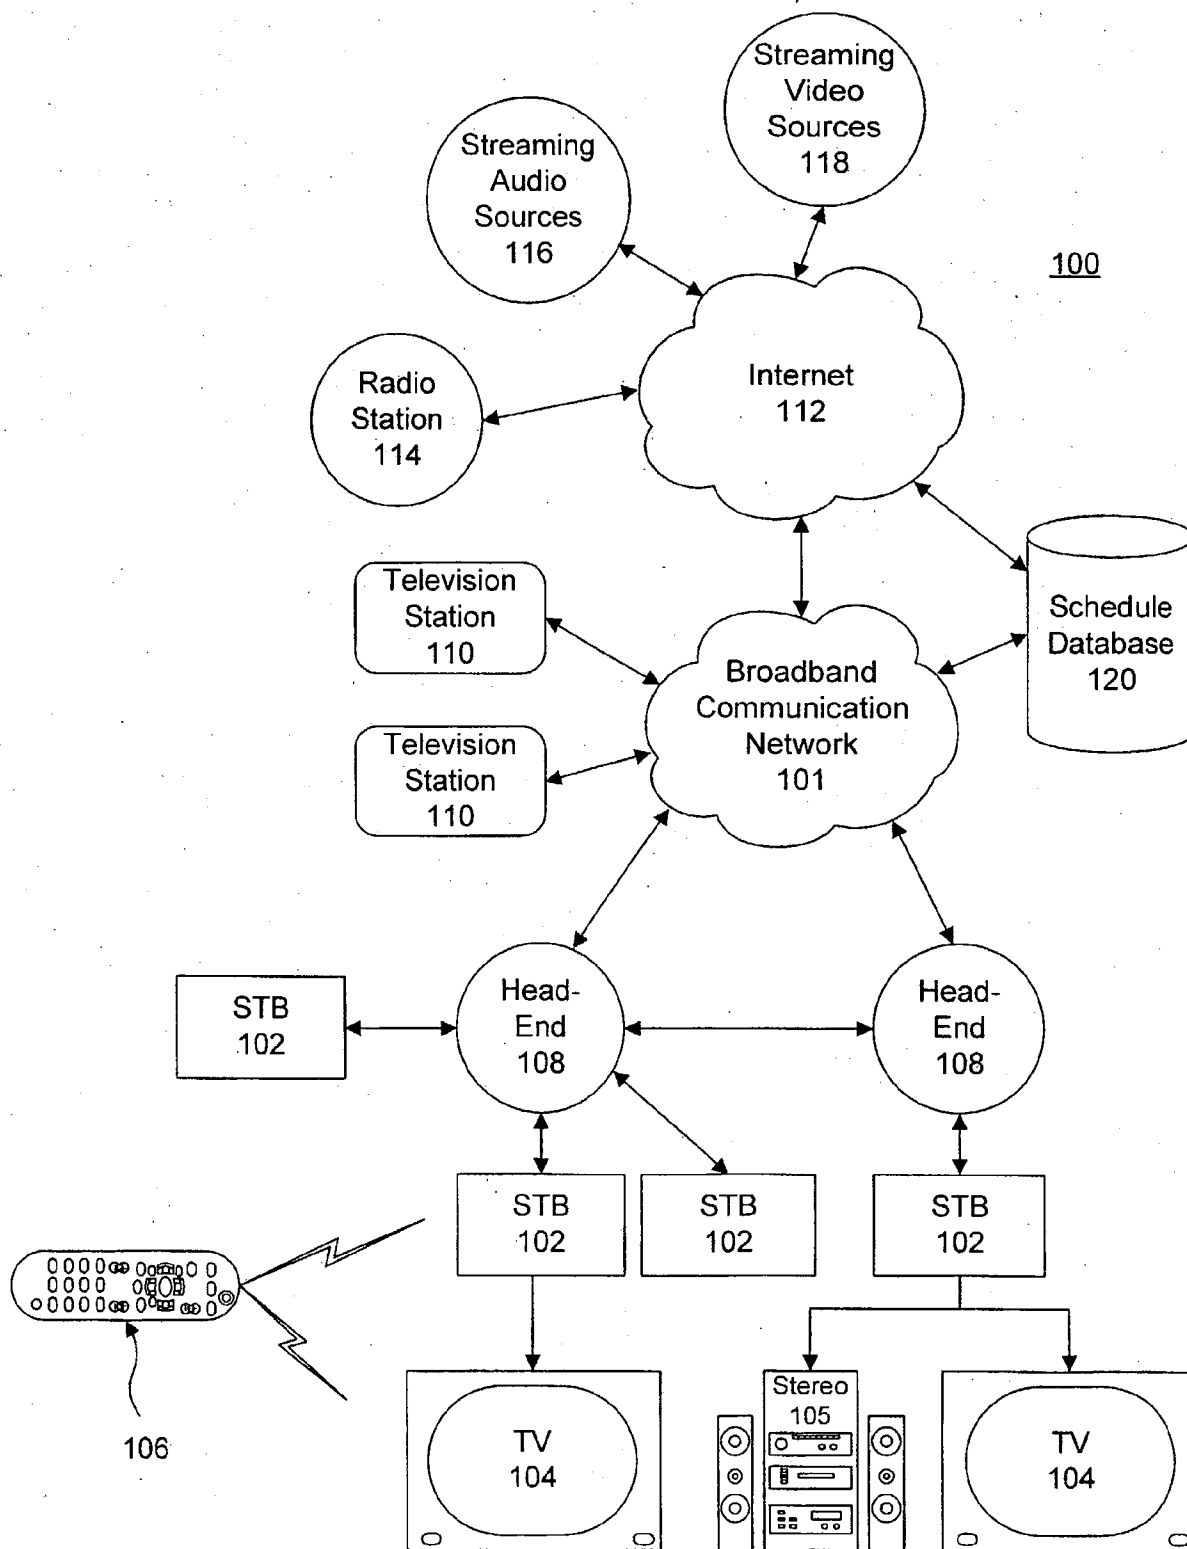 Streaming
Video
Sources
118
Streaming
Audio
Sources
116
100
Internet
112
Radio
Station
114
Television
Station
110
Schedule
Database
120
Broadband
Communication
Network
101
Television
Station
110
Head-
End
108
Head-
End
108
STB
102
STB
102
STB
102
STB
102
106
TV
104
Stereo
105
TV
104